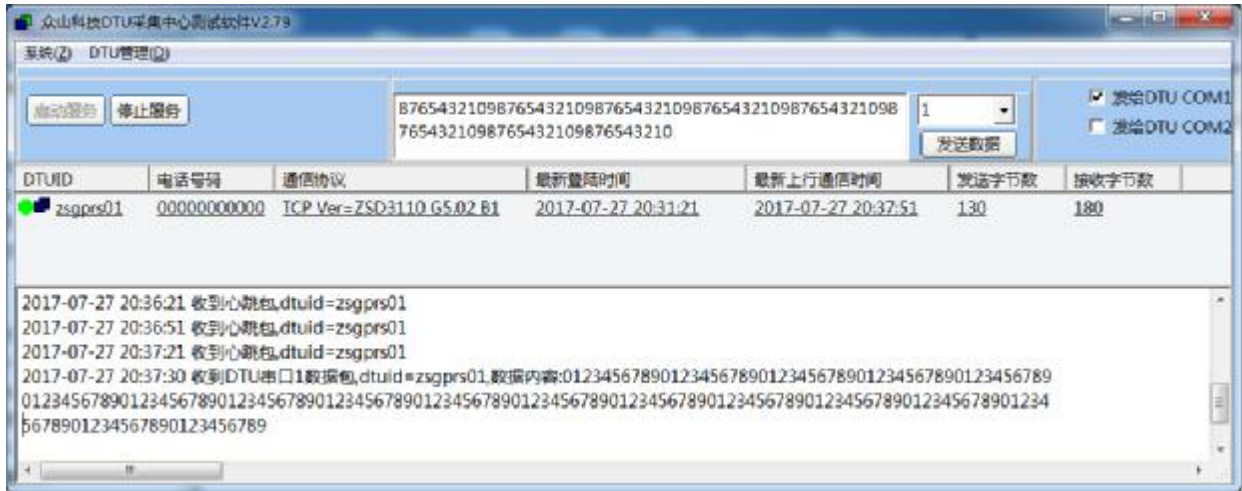 众山科技DTU采集中心测试软件V2.79
系统(Z) DTU管理(D)
启动服务 停止服务
876543210987654321098765432109876543210987654321098
7654321098765432109876543210
1
发送数据
发给DTU COM1
发给DTU COM2
DTUID 电话号码 通信协议 最新登陆时间 最新上行通信时间 发送字节数 接收字节数
zsgprs01 00000000000 TCP Ver=ZSD3110 G5.02 B1 2017-07-27 20:31:21 2017-07-27 20:37:51 130 180
2017-07-27 20:36:21 收到心跳包,dtuid=zsgprs01
2017-07-27 20:36:51 收到心跳包,dtuid=zsgprs01
2017-07-27 20:37:21 收到心跳包,dtuid=zsgprs01
2017-07-27 20:37:30 收到DTU串口1数据包,dtuid=zsgprs01,数据内容:01234567890123456789012345678901234567890123456789
012345678901234567890123456789012345678901234567890123456789012345678901234567890123456789012345678901234
5678901234567890123456789